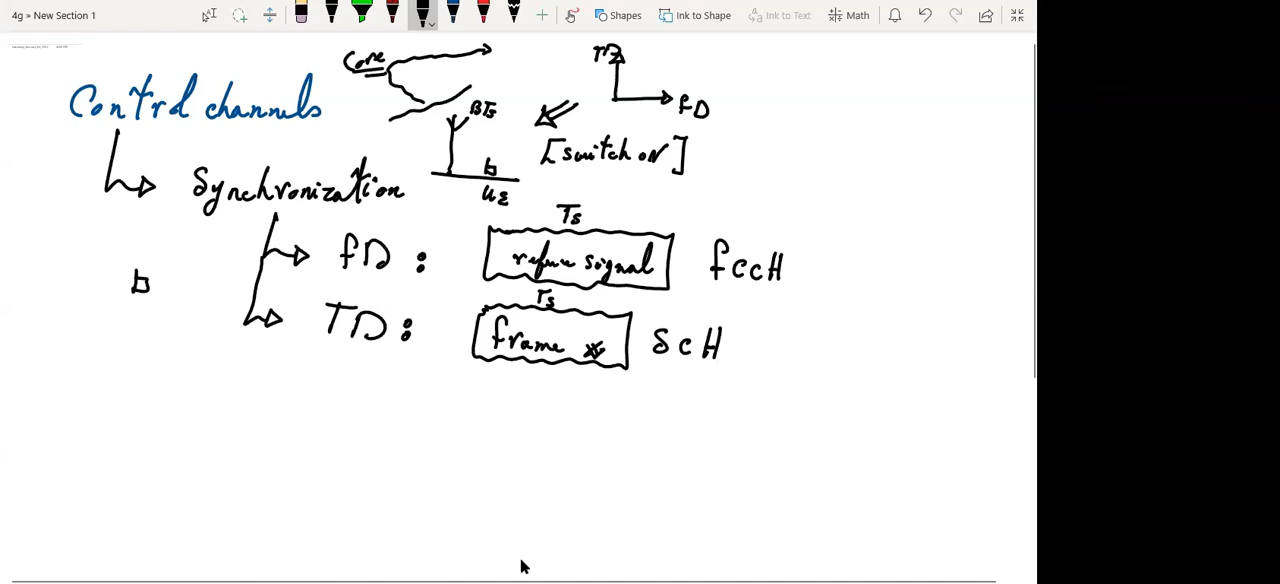 4g » New Section 1
Shapes
Ink to Shape
Ink to Text
Math
Core
TD
fD
Control channels
BTS
[switch on]
UE
Synchronization
Ts
fD :
signal
fccH
Ts
TD :
frame #
ScH